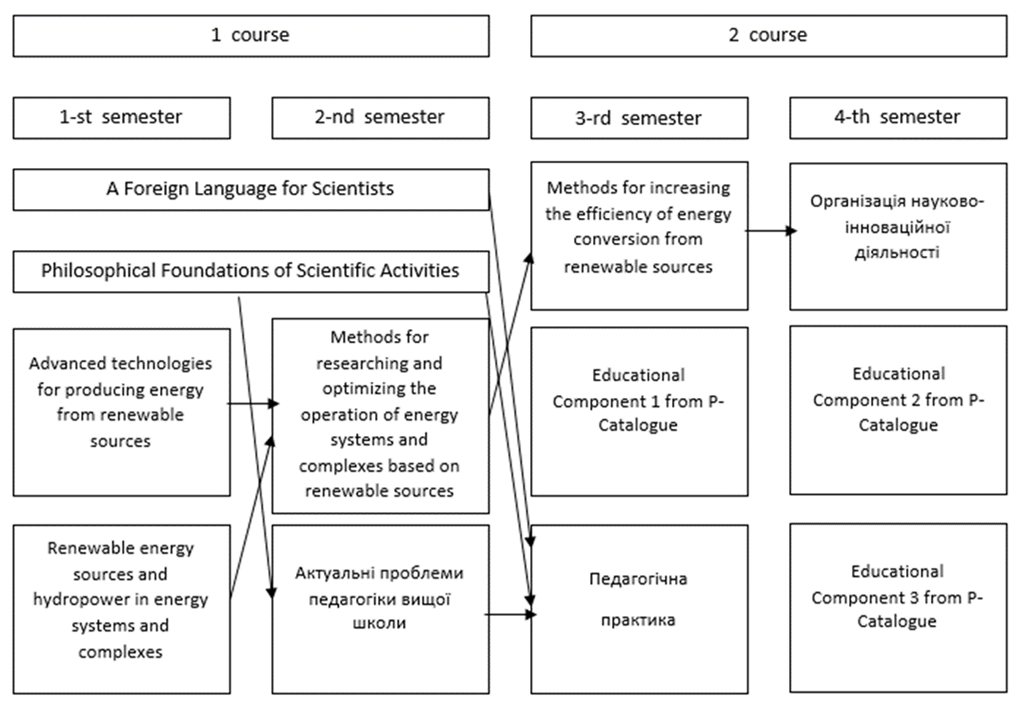 1 course
2 course
1-st semester
2-nd semester
3-rd semester
4-th semester
A Foreign Language for Scientists
Philosophical Foundations of Scientific Activities
Advanced technologies
for producing energy
from renewable
sources
Renewable energy
sources and
hydropower in energy
systems and
complexes
Methods for
researching and
optimizing the
operation of energy
systems and
complexes based on
renewable sources
Актуальні проблеми
педагогіки вищої
школи
Methods for increasing
the efficiency of energy
conversion from
renewable sources
Educational
Component 1 from P-
Catalogue
Педагогічна
практика
Організація науково-
інноваційної
діяльності
Educational
Component 2 from P-
Catalogue
Educational
Component 3 from P-
Catalogue